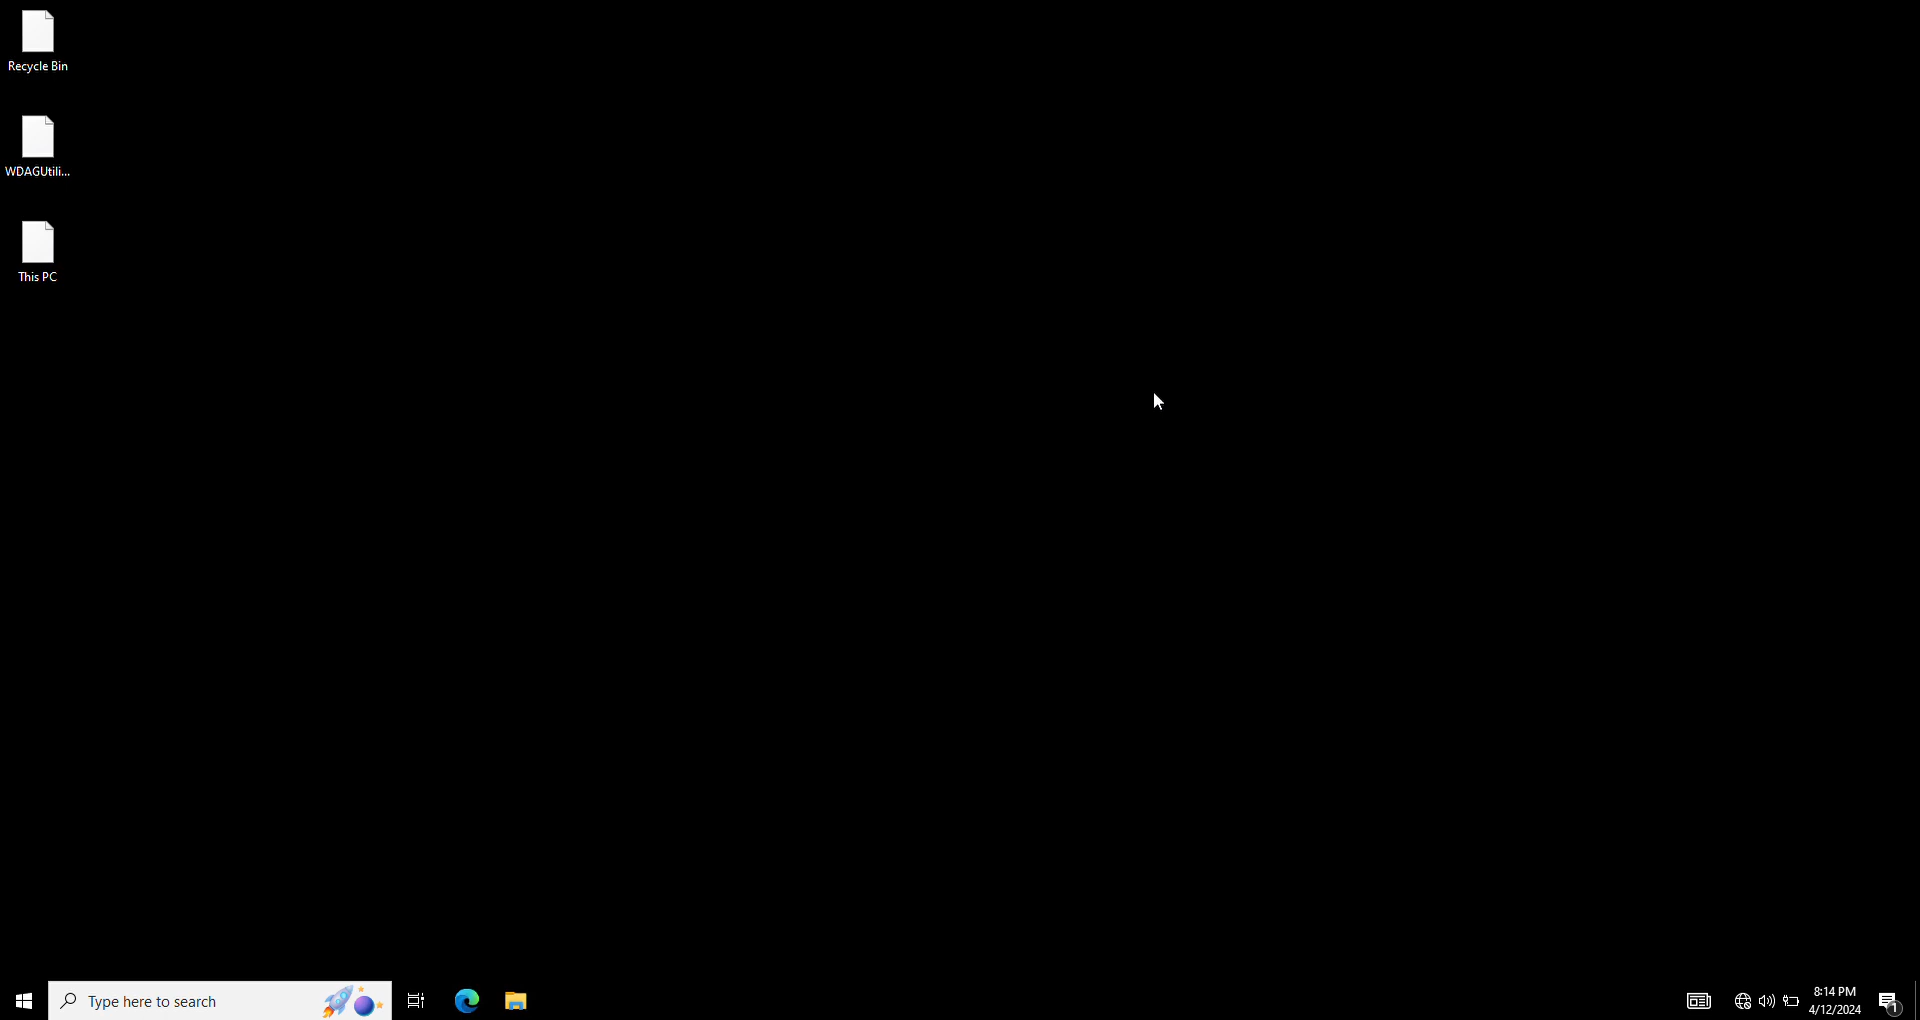 Recycle Bin
WDAGUtili...
This PC
Type here to search
8:14 PM
4/12/2024
1